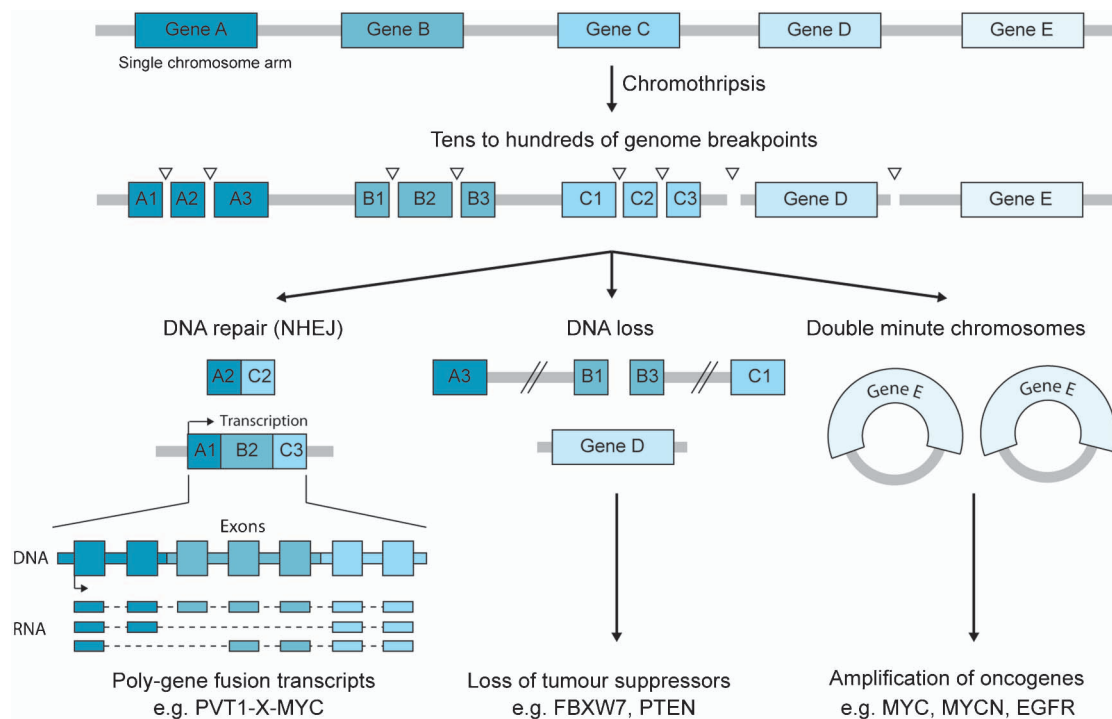 Gene A Gene B Gene C Gene D Gene E
Single chromosome arm
Chromothripsis
Tens to hundreds of genome breakpoints
A1 A2 A3 B1 B2 B3 C1 C2 C3 Gene D Gene E
DNA repair (NHEJ) DNA loss Double minute chromosomes
A2 C2 A3 B1 B3 C1 Gene E Gene E
Transcription
A1 B2 C3 Gene D
Exons
DNA
RNA
Poly-gene fusion transcripts Loss of tumour suppressors Amplification of oncogenes
e.g. PVT1-X-MYC e.g. FBXW7, PTEN e.g. MYC, MYCN, EGFR